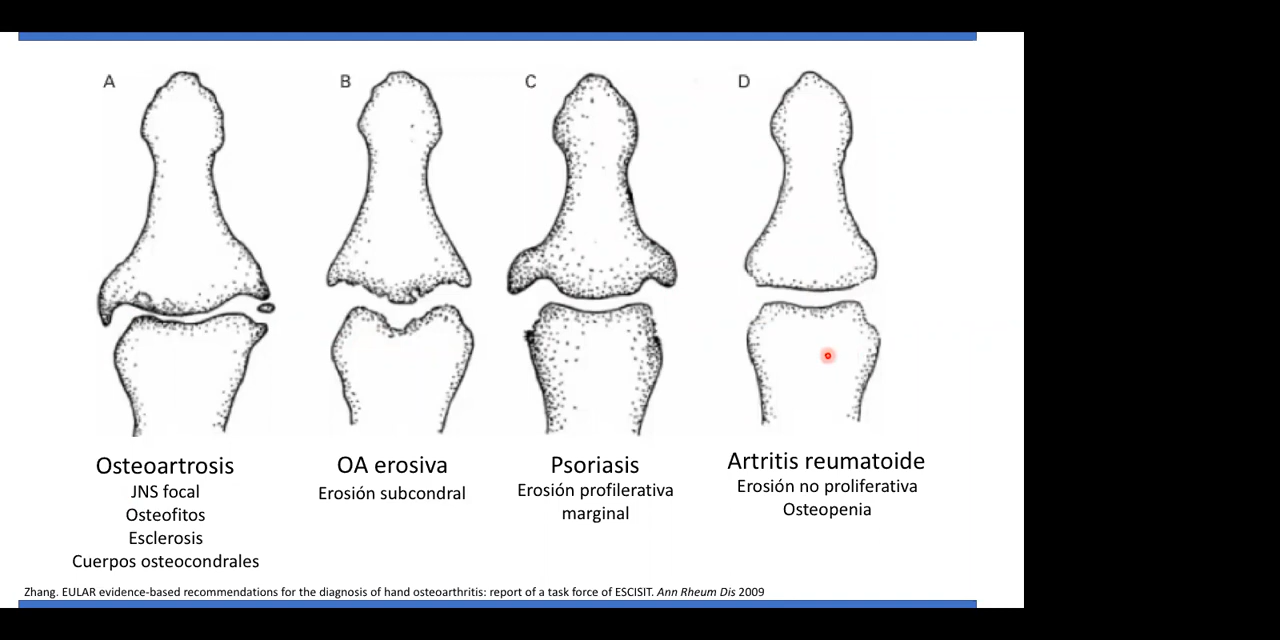 A
B
C
D
Osteoartrosis
JNS focal
Osteofitos
Esclerosis
Cuerpos osteocondrales
OA erosiva
Erosión subcondral
Psoriasis
Erosión profilerativa
marginal
Artritis reumatoide
Erosión no proliferativa
Osteopenia
Zhang. EULAR evidence-based recommendations for the diagnosis of hand osteoarthritis: report of a task force of ESCISIT. Ann Rheum Dis 2009